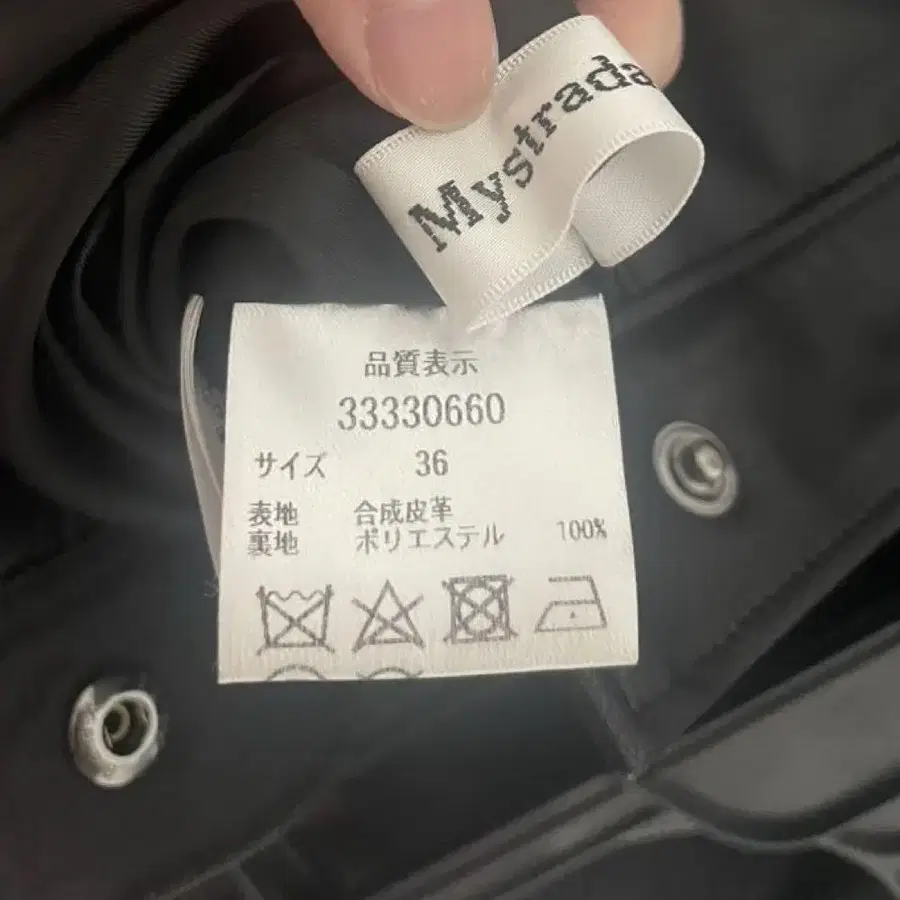 Mystrada
品質表示
33330660
サイズ 36
表地 合成皮革
裏地 ポリエステル 100%